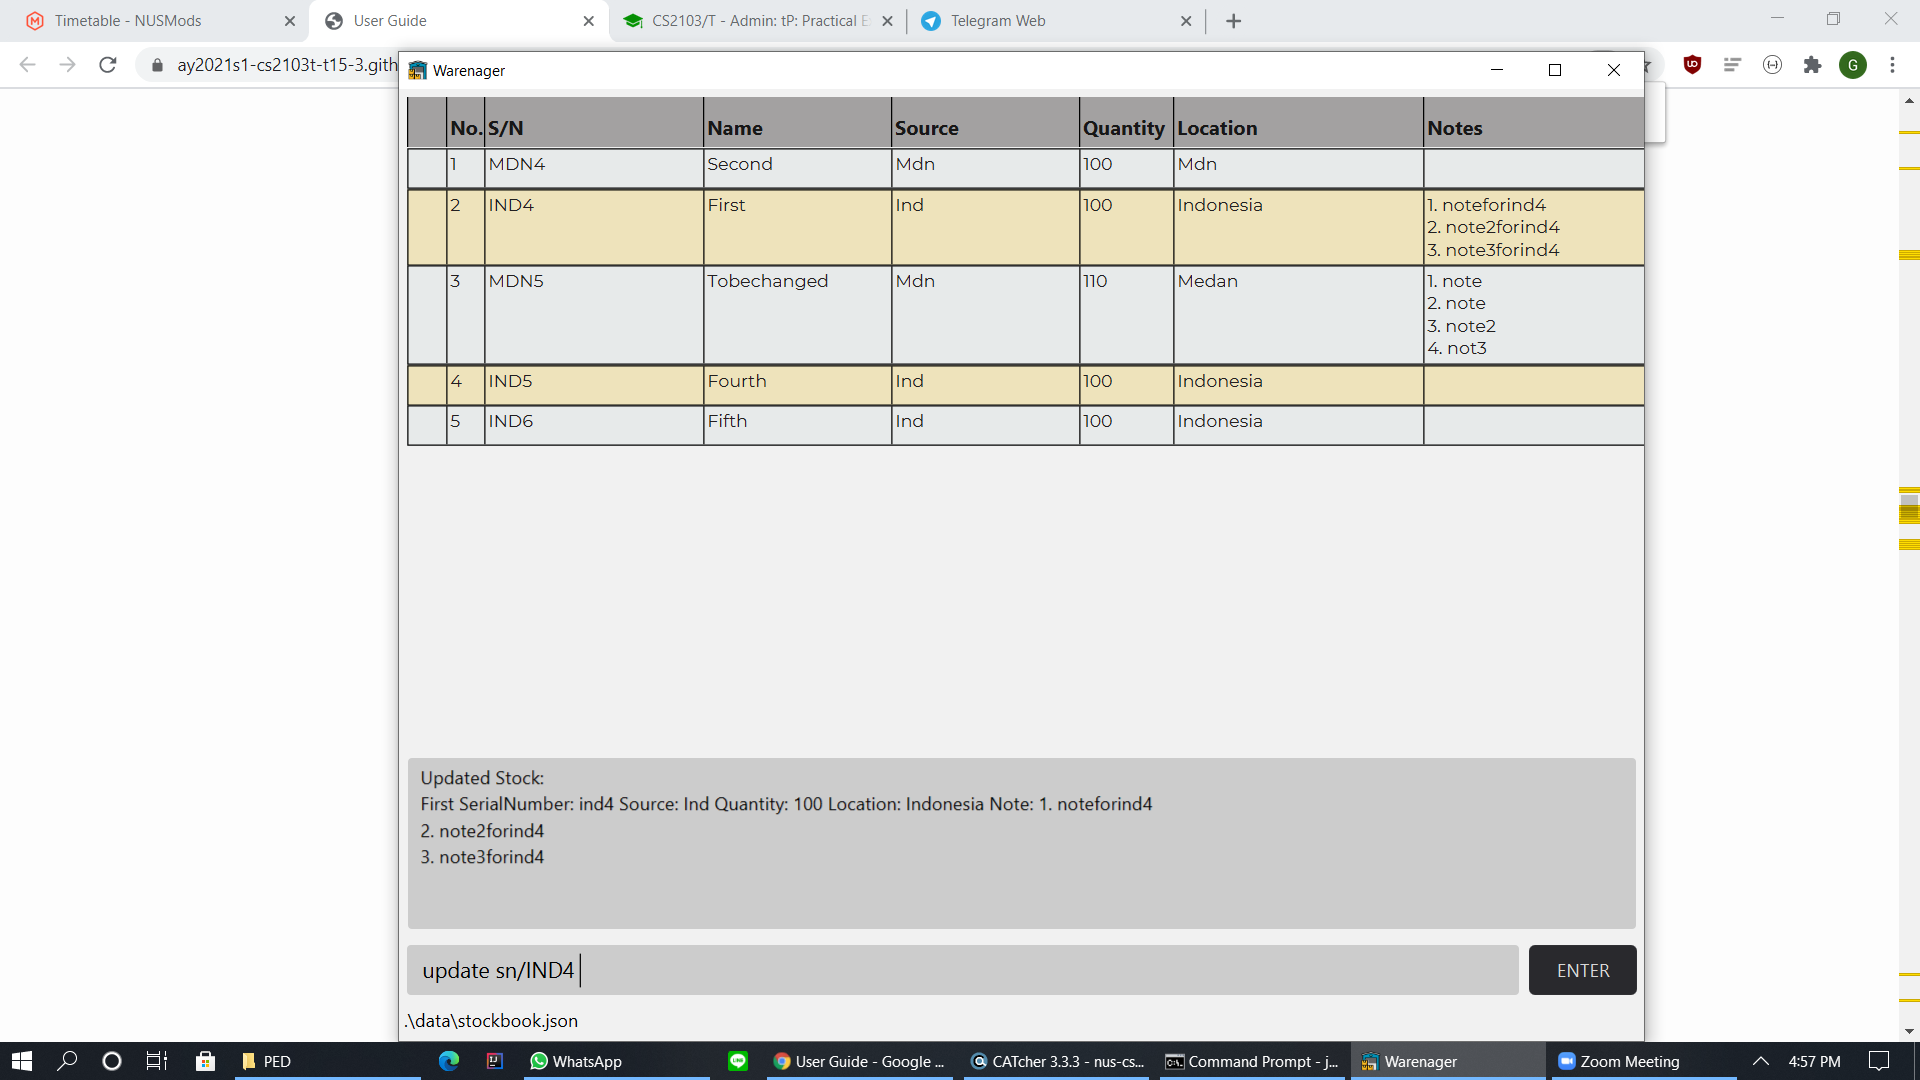 Timetable - NUSMods
User Guide
CS2103/T - Admin: tP: Practical E
Telegram Web
ay2021s1-cs2103t-t15-3.gith
G
Warenager
No. S/N Name Source Quantity Location Notes
1 MDN4 Second Mdn 100 Mdn
2 IND4 First Ind 100 Indonesia 1. noteforind4
2. note2forind4
3. note3forind4
3 MDN5 Tobechanged Mdn 110 Medan 1. note
2. note
3. note2
4. not3
4 IND5 Fourth Ind 100 Indonesia
5 IND6 Fifth Ind 100 Indonesia
Updated Stock:
First SerialNumber: ind4 Source: Ind Quantity: 100 Location: Indonesia Note: 1. noteforind4
2. note2forind4
3. note3forind4
update sn/IND4
ENTER
.\data\stockbook.json
PED
WhatsApp
User Guide - Google ...
CATcher 3.3.3 - nus-cs...
Command Prompt - j...
Warenager
Zoom Meeting
4:57 PM